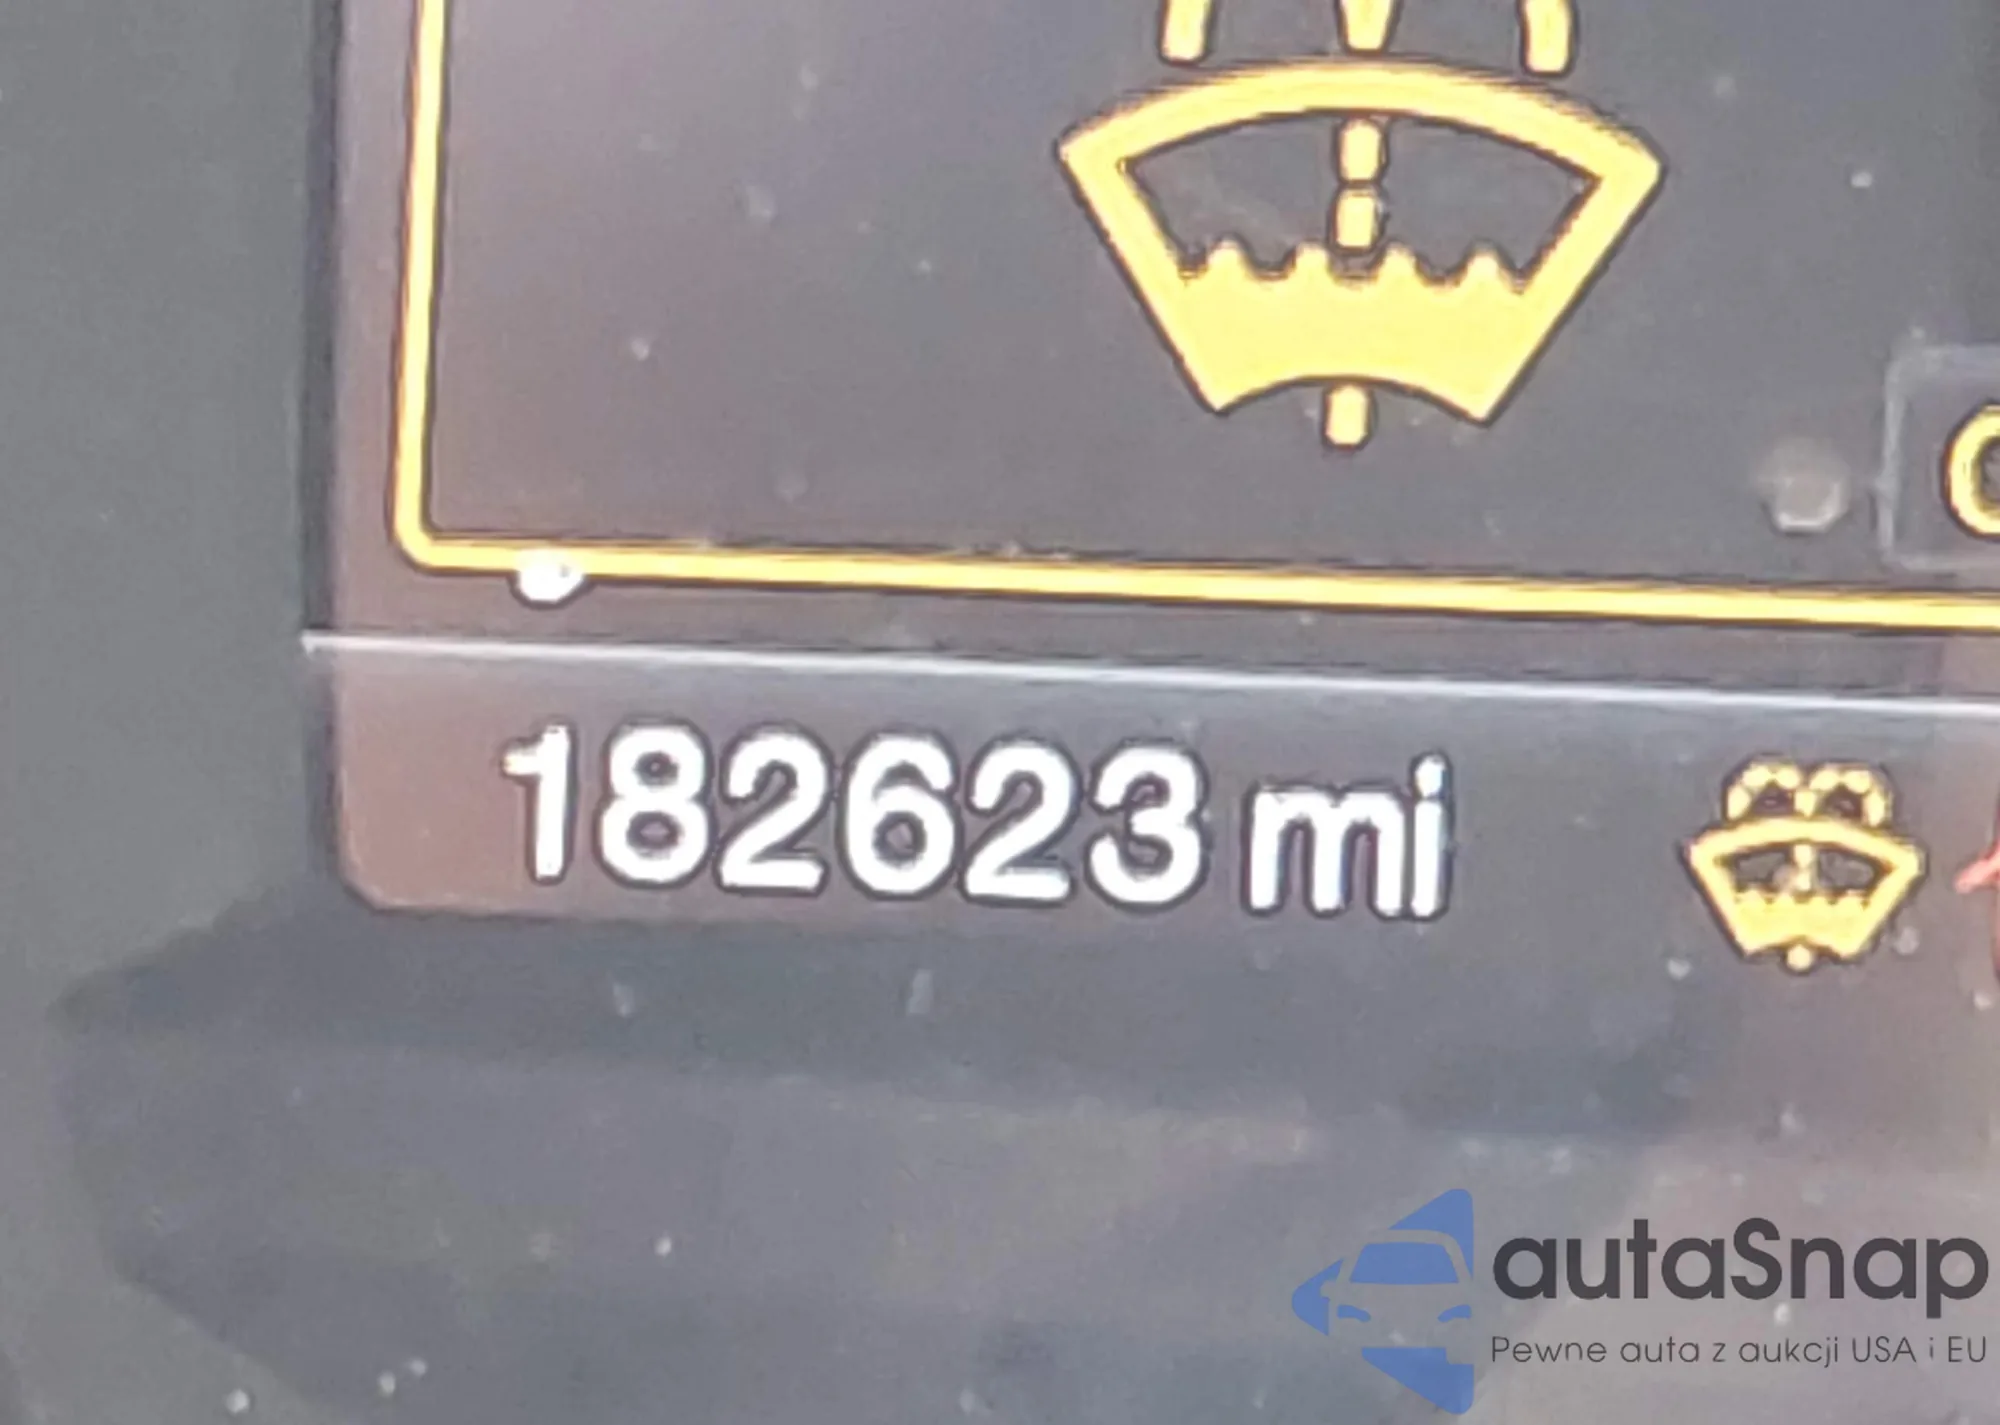 182623 mi
autaSnap
Pewne auta z aukcji USA i EU